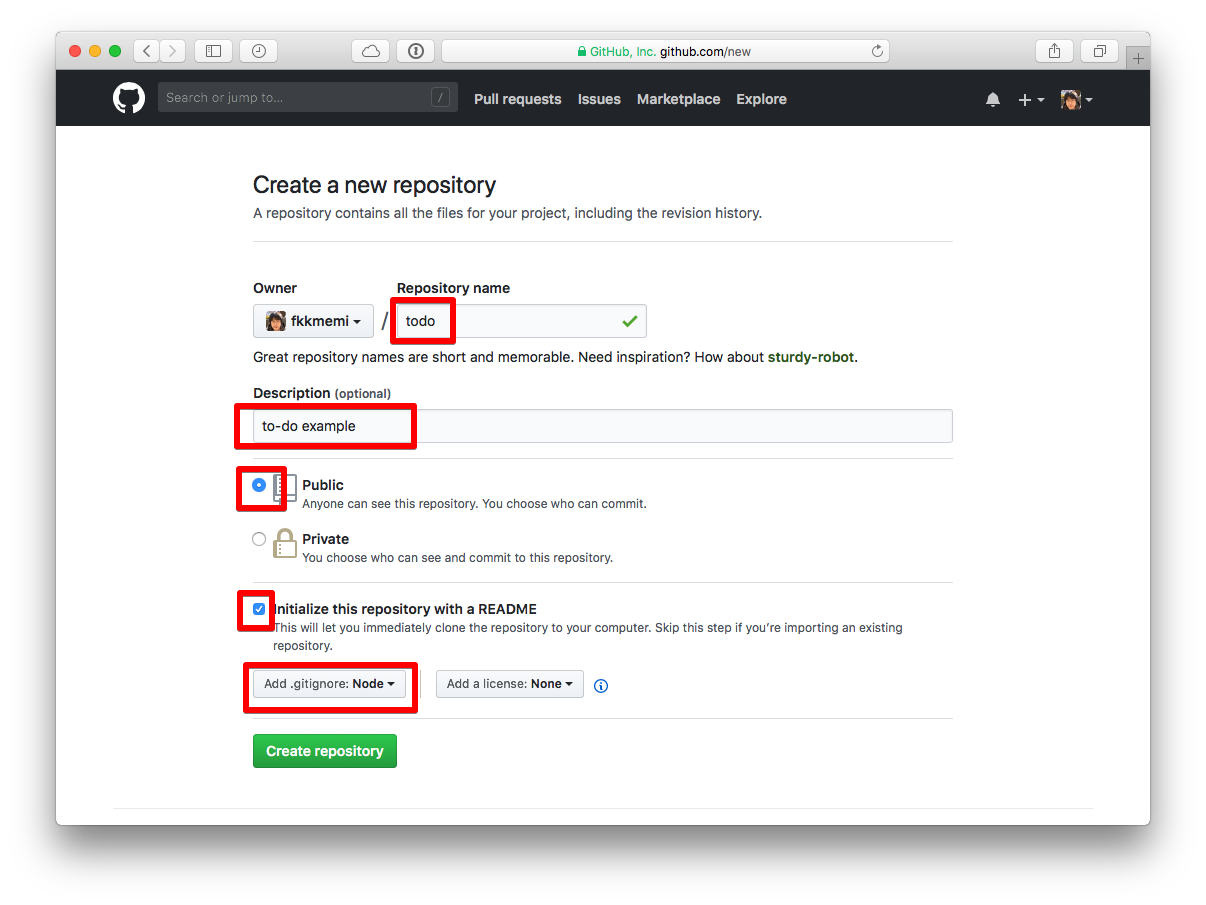 GitHub, Inc. github.com/new
Search or jump to... /
Pull requests Issues Marketplace Explore
Create a new repository
A repository contains all the files for your project, including the revision history.
Owner Repository name
fkkmemi / todo
Great repository names are short and memorable. Need inspiration? How about sturdy-robot.
Description (optional)
to-do example
Public
Anyone can see this repository. You choose who can commit.
Private
You choose who can see and commit to this repository.
Initialize this repository with a README
This will let you immediately clone the repository to your computer. Skip this step if you’re importing an existing
repository.
Add .gitignore: Node Add a license: None
Create repository